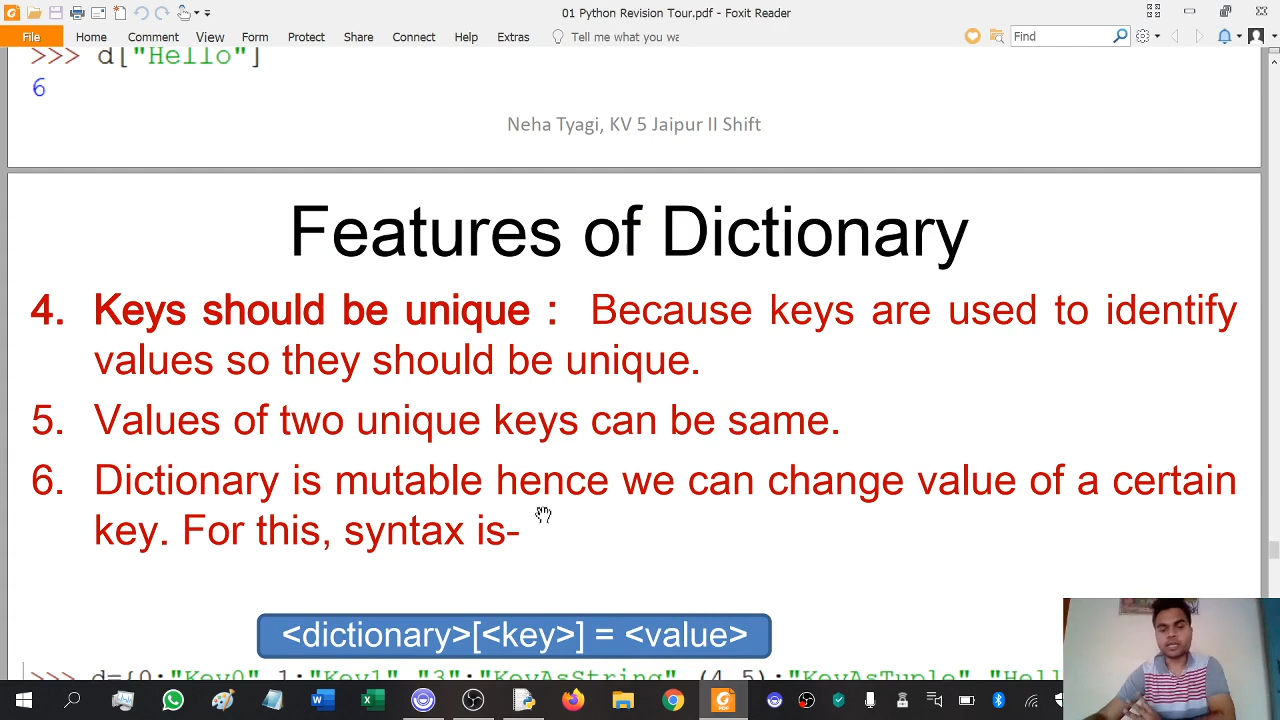 01 Python Revision Tour.pdf - Foxit Reader
File Home Comment View Form Protect Share Connect Help Extras Tell me what you wa Find
>>> d["Hello"]
6
Neha Tyagi, KV 5 Jaipur II Shift
Features of Dictionary
4. Keys should be unique : Because keys are used to identify
values so they should be unique.
5. Values of two unique keys can be same.
6. Dictionary is mutable hence we can change value of a certain
key. For this, syntax is-
<dictionary>[<key>] = <value>
>>> d={0:"Key0",1:"Key1","3":"KeyAsString",(4,5):"KeyAsTuple","Hell